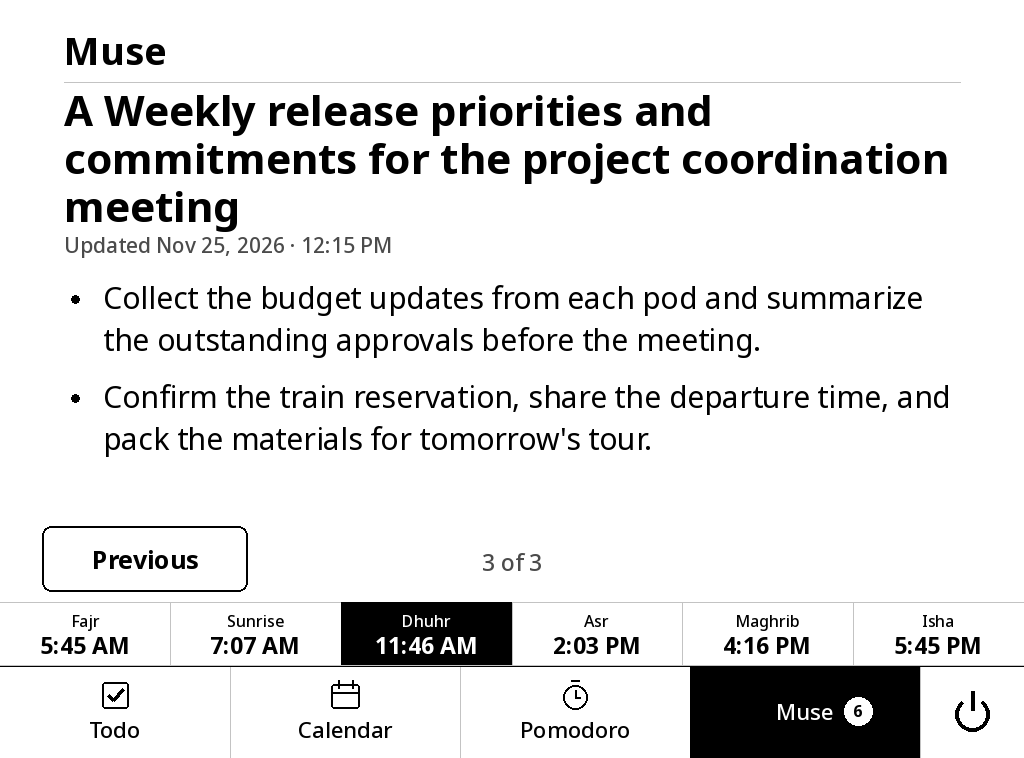 Muse
A Weekly release priorities and
commitments for the project coordination
meeting
Updated Nov 25, 2026 · 12:15 PM
• Collect the budget updates from each pod and summarize
the outstanding approvals before the meeting.
• Confirm the train reservation, share the departure time, and
pack the materials for tomorrow's tour.
Previous
3 of 3
Fajr Sunrise Dhuhr Asr Maghrib Isha
5:45 AM 7:07 AM 11:46 AM 2:03 PM 4:16 PM 5:45 PM
Todo Calendar Pomodoro Muse 6